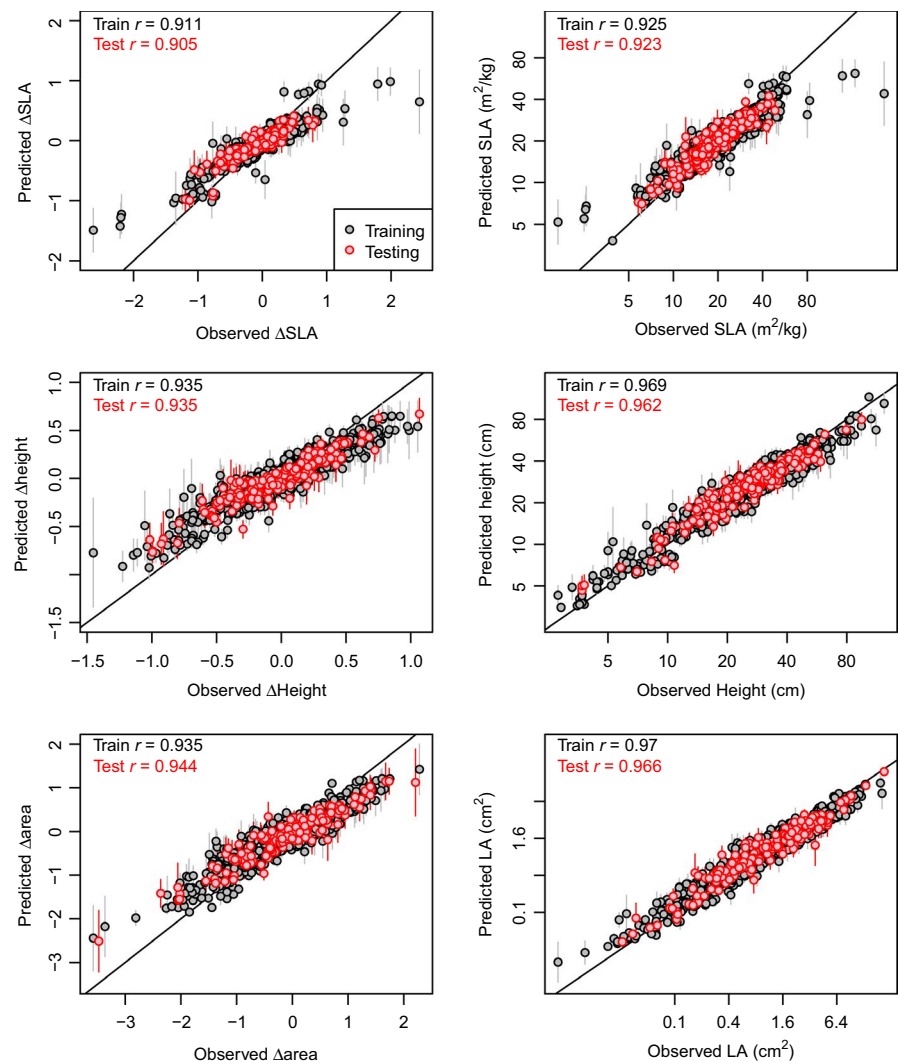 Train r = 0.911
Test r = 0.905
2
1
0
−1
−2
Predicted ΔSLA
Training
Testing
−2
−1
0
1
2
Observed ΔSLA
Train r = 0.925
Test r = 0.923
80
40
20
10
5
Predicted SLA (m²/kg)
5
10
20
40
80
Observed SLA (m²/kg)
Train r = 0.935
Test r = 0.935
1.0
0.5
0.0
−0.5
−1.5
Predicted Δheight
−1.5
−1.0
−0.5
0.0
0.5
1.0
Observed ΔHeight
Train r = 0.969
Test r = 0.962
80
40
20
10
5
Predicted height (cm)
5
10
20
40
80
Observed Height (cm)
Train r = 0.935
Test r = 0.944
2
1
0
−1
−2
−3
Predicted Δarea
−3
−2
−1
0
1
2
Observed Δarea
Train r = 0.97
Test r = 0.966
1.6
0.1
Predicted LA (cm²)
0.1
0.4
1.6
6.4
Observed LA (cm²)